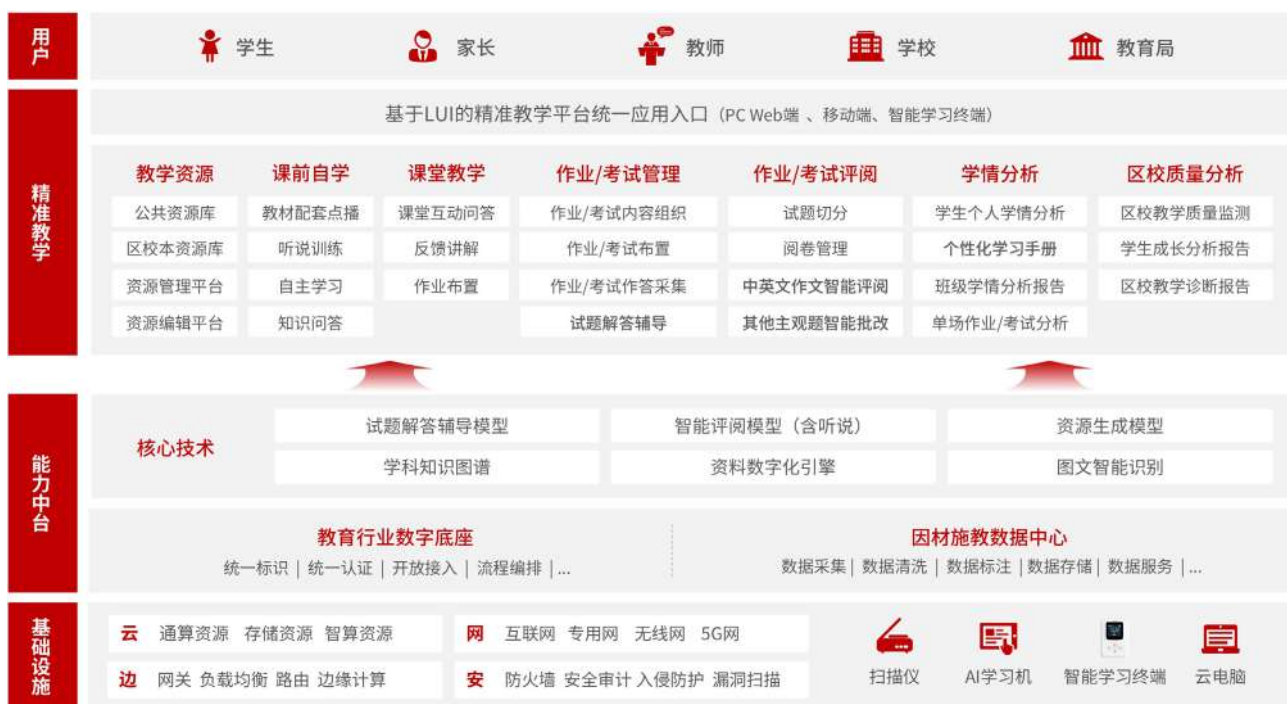 用户
学生 家长 教师 学校 教育局
精准教学
基于LUI的精准教学平台统一应用入口（PC Web端 、移动端、智能学习终端）
教学资源 课前自学 课堂教学 作业/考试管理 作业/考试评阅 学情分析 区校质量分析
公共资源库 教材配套点播 课堂互动问答 作业/考试内容组织 试题切分 学生个人学情分析 区校教学质量监测
区校本资源库 听说训练 反馈讲解 作业/考试布置 阅卷管理 个性化学习手册 学生成长分析报告
资源管理平台 自主学习 作业布置 作业/考试作答采集 中英文作文智能评阅 班级学情分析报告 区校教学诊断报告
资源编辑平台 知识问答 试题解答辅导 其他主观题智能批改 单场作业/考试分析
能力中台
核心技术
试题解答辅导模型 智能评阅模型（含听说） 资源生成模型
学科知识图谱 资料数字化引擎 图文智能识别
教育行业数字底座 因材施教数据中心
统一标识 | 统一认证 | 开放接入 | 流程编排 |... 数据采集 | 数据清洗 | 数据标注 | 数据存储 | 数据服务 |...
基础设施
云 通算资源 存储资源 智算资源 网 互联网 专用网 无线网 5G网
边 网关 负载均衡 路由 边缘计算 安 防火墙 安全审计 入侵防护 漏洞扫描
扫描仪 AI学习机 智能学习终端 云电脑